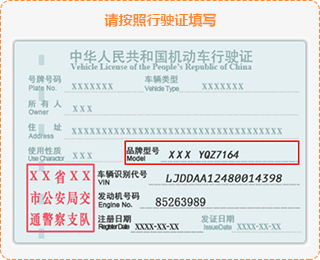 请按照行驶证填写
中华人民共和国机动车行驶证
Vehicle License of the People's Republic of China
号牌号码 Plate No. XXXXXXX 车辆类型 Vehicle Type XXXXXXX
所 有 人 Owner XXX
住 址 Address XXXXXXXXXXXXXXXXXXXXXXXXXXXXXX
使用性质 Use Charactor XXX 品牌型号 Model XXX YQZ7164
XX省XX
市公安局交
通警察支队
车辆识别代号 VIN LJDDAA12480014398
发动机号码 Engine No. 85263989
注册日期 Register Date XXXX-XX-XX 发证日期 Issue Date XXXX-XX-XX